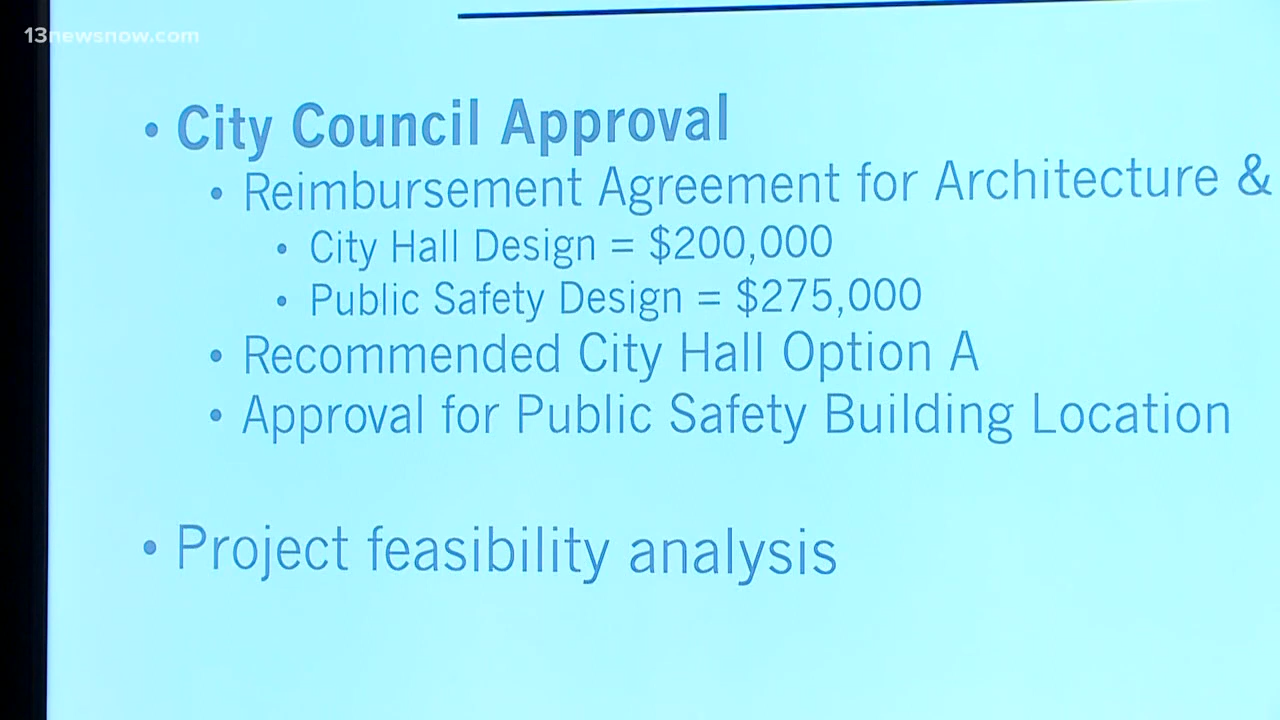 13newsnow.com
• City Council Approval
• Reimbursement Agreement for Architecture &
• City Hall Design = $200,000
• Public Safety Design = $275,000
• Recommended City Hall Option A
• Approval for Public Safety Building Location
• Project feasibility analysis